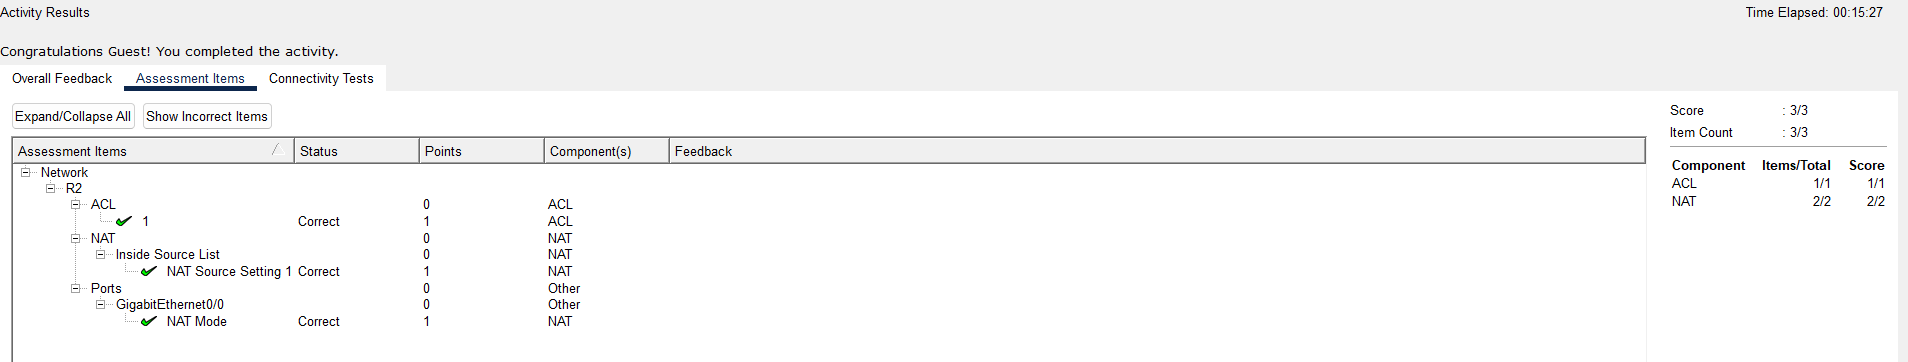 Activity Results
Time Elapsed: 00:15:27
Congratulations Guest! You completed the activity.
Overall Feedback Assessment Items Connectivity Tests
Expand/Collapse All Show Incorrect Items
Assessment Items Status Points Component(s) Feedback
Network
R2
ACL 0 ACL
1 Correct 1 ACL
NAT 0 NAT
Inside Source List 0 NAT
NAT Source Setting 1 Correct 1 NAT
Ports 0 Other
GigabitEthernet0/0 0 Other
NAT Mode Correct 1 NAT
Score : 3/3
Item Count : 3/3
Component Items/Total Score
ACL 1/1 1/1
NAT 2/2 2/2